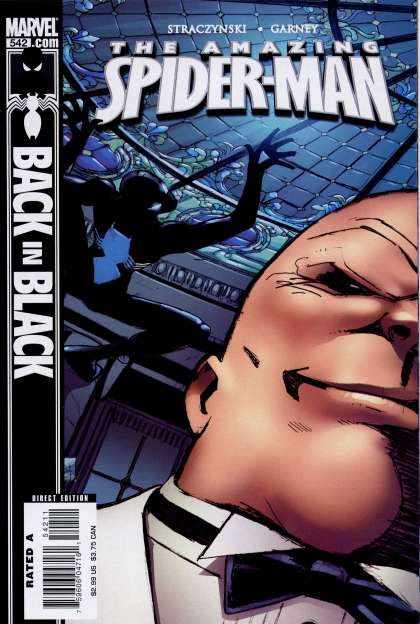 MARVEL
542 .com
STRACZYNSKI • GARNEY
THE AMAZING
SPIDER-MAN
BACK IN BLACK
DIRECT EDITION
RATED A
54211
$2.99 US $3.75 CAN